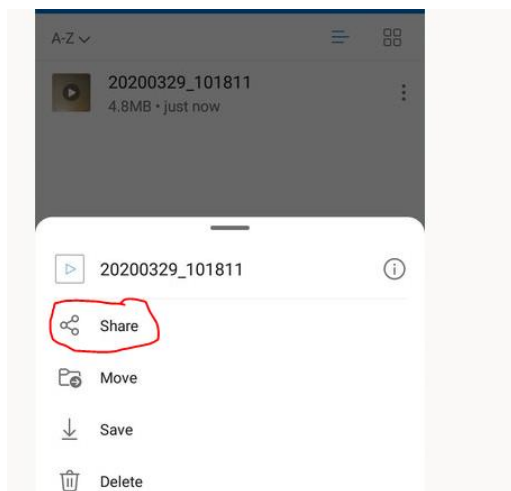 A-Z
20200329_101811
4.8MB • just now
20200329_101811
Share
Move
Save
Delete